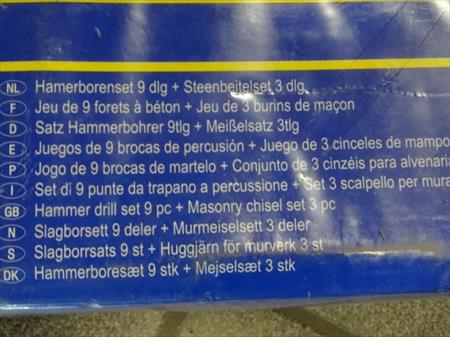 NL Hamerborenset 9 dlg + Steenbeitelset 3 dlg
F Jeu de 9 forets à béton + Jeu de 3 burins de maçon
D Satz Hammerbohrer 9tlg + Meißelsatz 3tlg
E Juegos de 9 brocas de percusión + Juego de 3 cinceles de mampo
P Jogo de 9 brocas de martelo + Conjunto de 3 cinzéis para alvenaria
I Set di 9 punte da trapano a percussione + Set 3 scalpello per mura
GB Hammer drill set 9 pc + Masonry chisel set 3 pc
N Slagborsett 9 deler + Murmeiselsett 3 deler
S Slagborrsats 9 st + Huggjärn för murverk 3 st
DK Hammerboresæt 9 stk + Mejselsæt 3 stk